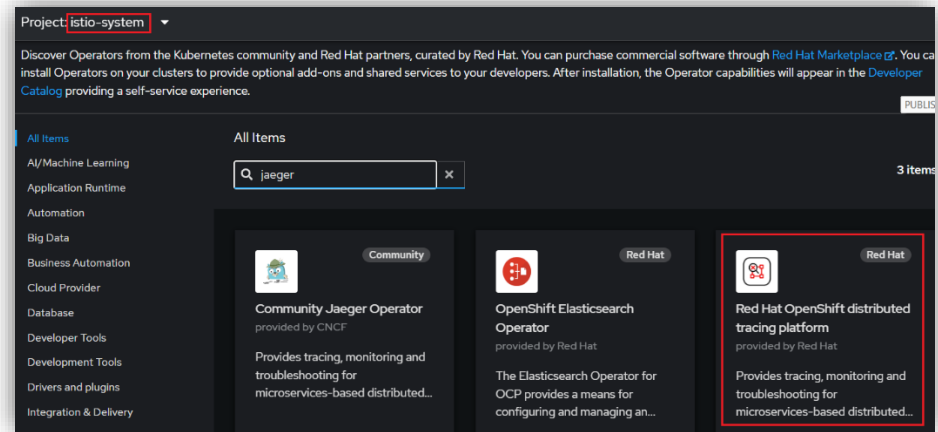 Project: istio-system
Discover Operators from the Kubernetes community and Red Hat partners, curated by Red Hat. You can purchase commercial software through Red Hat Marketplace. You ca
install Operators on your clusters to provide optional add-ons and shared services to your developers. After installation, the Operator capabilities will appear in the Developer
Catalog providing a self-service experience.
PUBLIS
All Items
AI/Machine Learning
Application Runtime
Automation
Big Data
Business Automation
Cloud Provider
Database
Developer Tools
Development Tools
Drivers and plugins
Integration & Delivery
All Items
jaeger
3 items
Community
Community Jaeger Operator
provided by CNCF
Provides tracing, monitoring and
troubleshooting for
microservices-based distributed...
Red Hat
OpenShift Elasticsearch
Operator
provided by Red Hat
The Elasticsearch Operator for
OCP provides a means for
configuring and managing an...
Red Hat
Red Hat OpenShift distributed
tracing platform
provided by Red Hat
Provides tracing, monitoring and
troubleshooting for
microservices-based distributed...